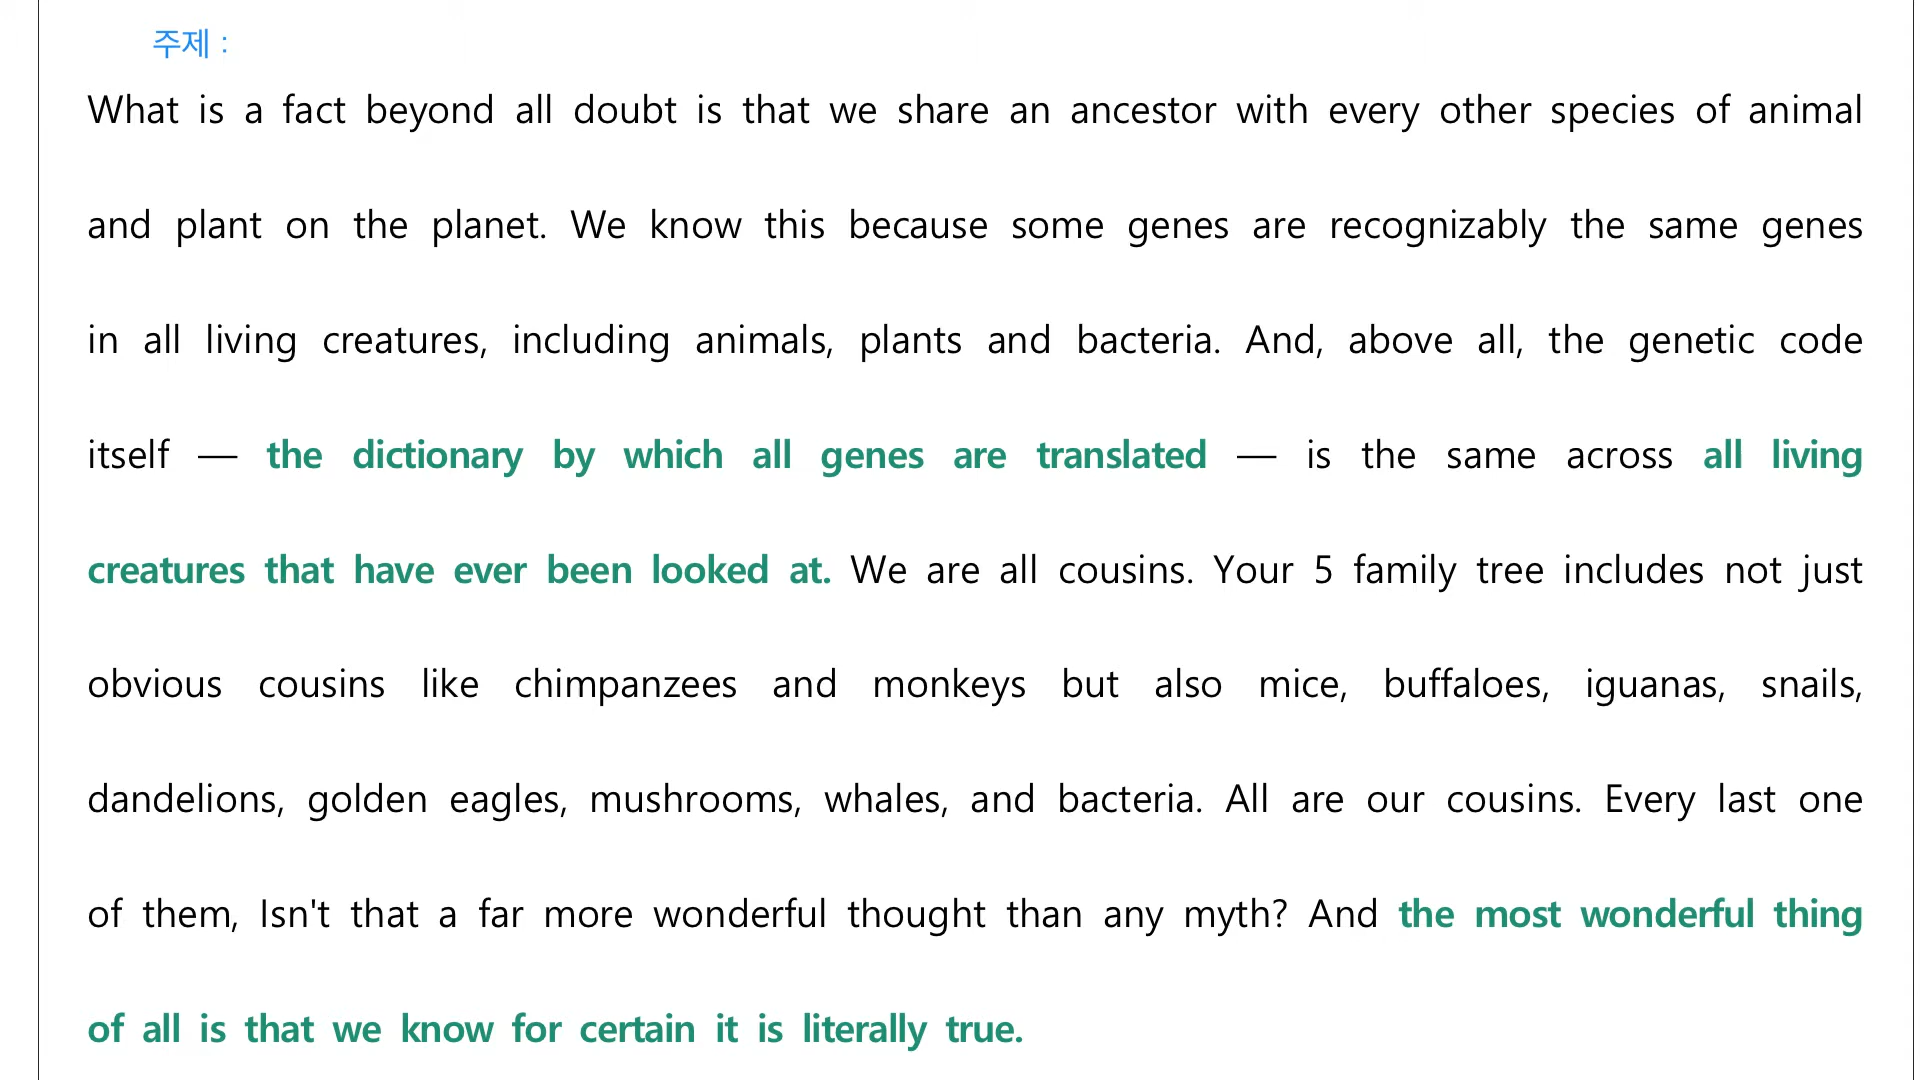 주제 :
What is a fact beyond all doubt is that we share an ancestor with every other species of animal
and plant on the planet. We know this because some genes are recognizably the same genes
in all living creatures, including animals, plants and bacteria. And, above all, the genetic code
itself — the dictionary by which all genes are translated — is the same across all living
creatures that have ever been looked at. We are all cousins. Your 5 family tree includes not just
obvious cousins like chimpanzees and monkeys but also mice, buffaloes, iguanas, snails,
dandelions, golden eagles, mushrooms, whales, and bacteria. All are our cousins. Every last one
of them, Isn't that a far more wonderful thought than any myth? And the most wonderful thing
of all is that we know for certain it is literally true.